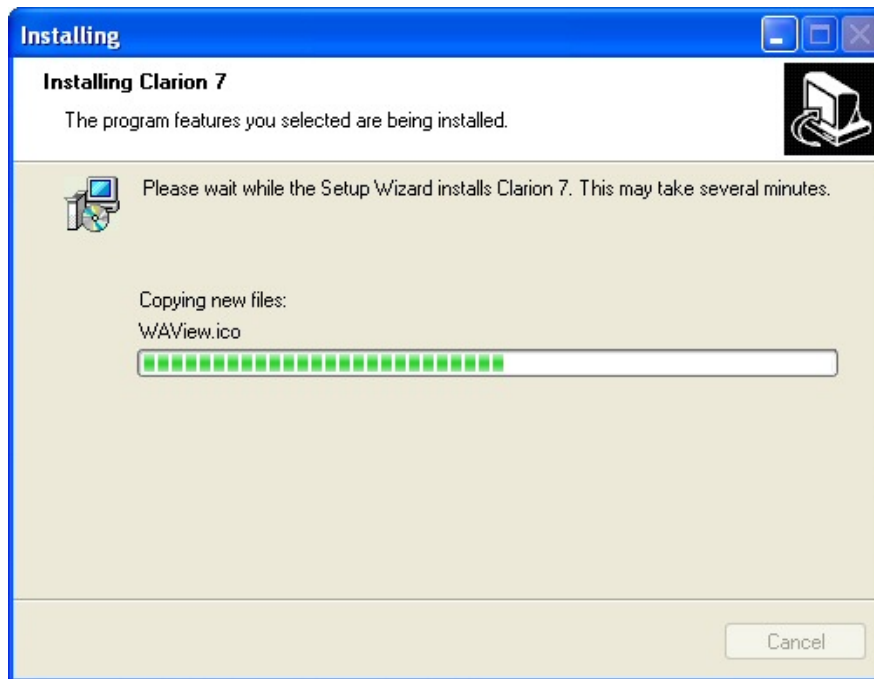 Installing
Installing Clarion 7
The program features you selected are being installed.
Please wait while the Setup Wizard installs Clarion 7. This may take several minutes.
Copying new files:
WAView.ico
Cancel